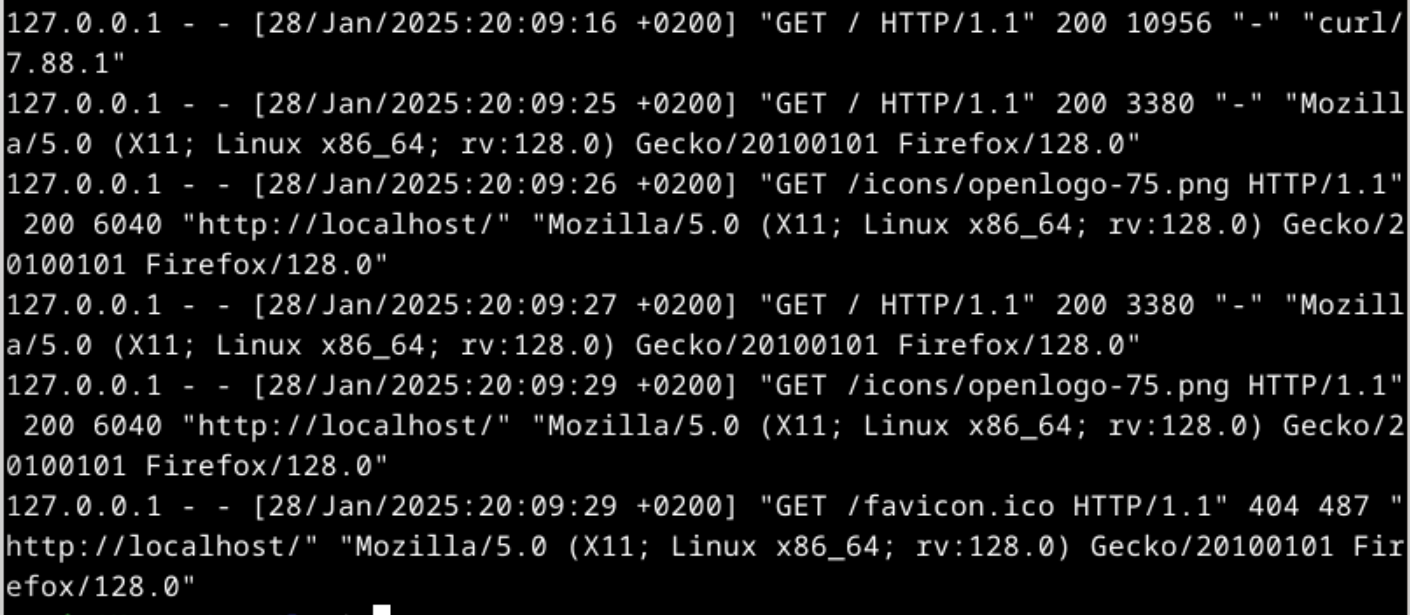 127.0.0.1 - - [28/Jan/2025:20:09:16 +0200] "GET / HTTP/1.1" 200 10956 "-" "curl/
7.88.1"
127.0.0.1 - - [28/Jan/2025:20:09:25 +0200] "GET / HTTP/1.1" 200 3380 "-" "Mozill
a/5.0 (X11; Linux x86_64; rv:128.0) Gecko/20100101 Firefox/128.0"
127.0.0.1 - - [28/Jan/2025:20:09:26 +0200] "GET /icons/openlogo-75.png HTTP/1.1"
 200 6040 "http://localhost/" "Mozilla/5.0 (X11; Linux x86_64; rv:128.0) Gecko/2
0100101 Firefox/128.0"
127.0.0.1 - - [28/Jan/2025:20:09:27 +0200] "GET / HTTP/1.1" 200 3380 "-" "Mozill
a/5.0 (X11; Linux x86_64; rv:128.0) Gecko/20100101 Firefox/128.0"
127.0.0.1 - - [28/Jan/2025:20:09:29 +0200] "GET /icons/openlogo-75.png HTTP/1.1"
 200 6040 "http://localhost/" "Mozilla/5.0 (X11; Linux x86_64; rv:128.0) Gecko/2
0100101 Firefox/128.0"
127.0.0.1 - - [28/Jan/2025:20:09:29 +0200] "GET /favicon.ico HTTP/1.1" 404 487 "
http://localhost/" "Mozilla/5.0 (X11; Linux x86_64; rv:128.0) Gecko/20100101 Fir
efox/128.0"